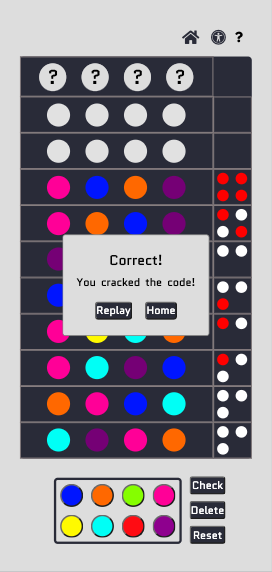 ?
? ? ? ?
Correct!
You cracked the code!
Replay Home
Check
Delete
Reset